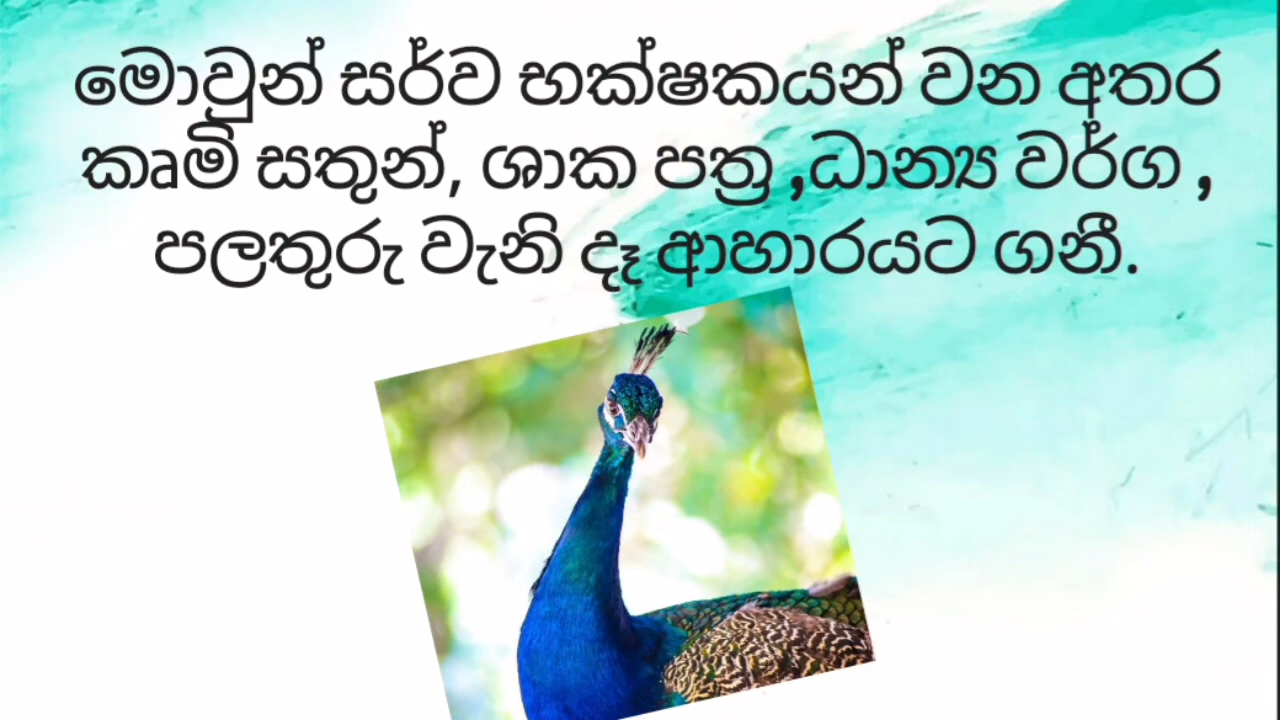 මොවුන් සර්ව භක්ෂකයන් වන අතර
කෘමි සතුන්, ශාක පත්‍ර ,ධාන්‍ය වර්ග ,
පලතුරු වැනි දෑ ආහාරයට ගනී.